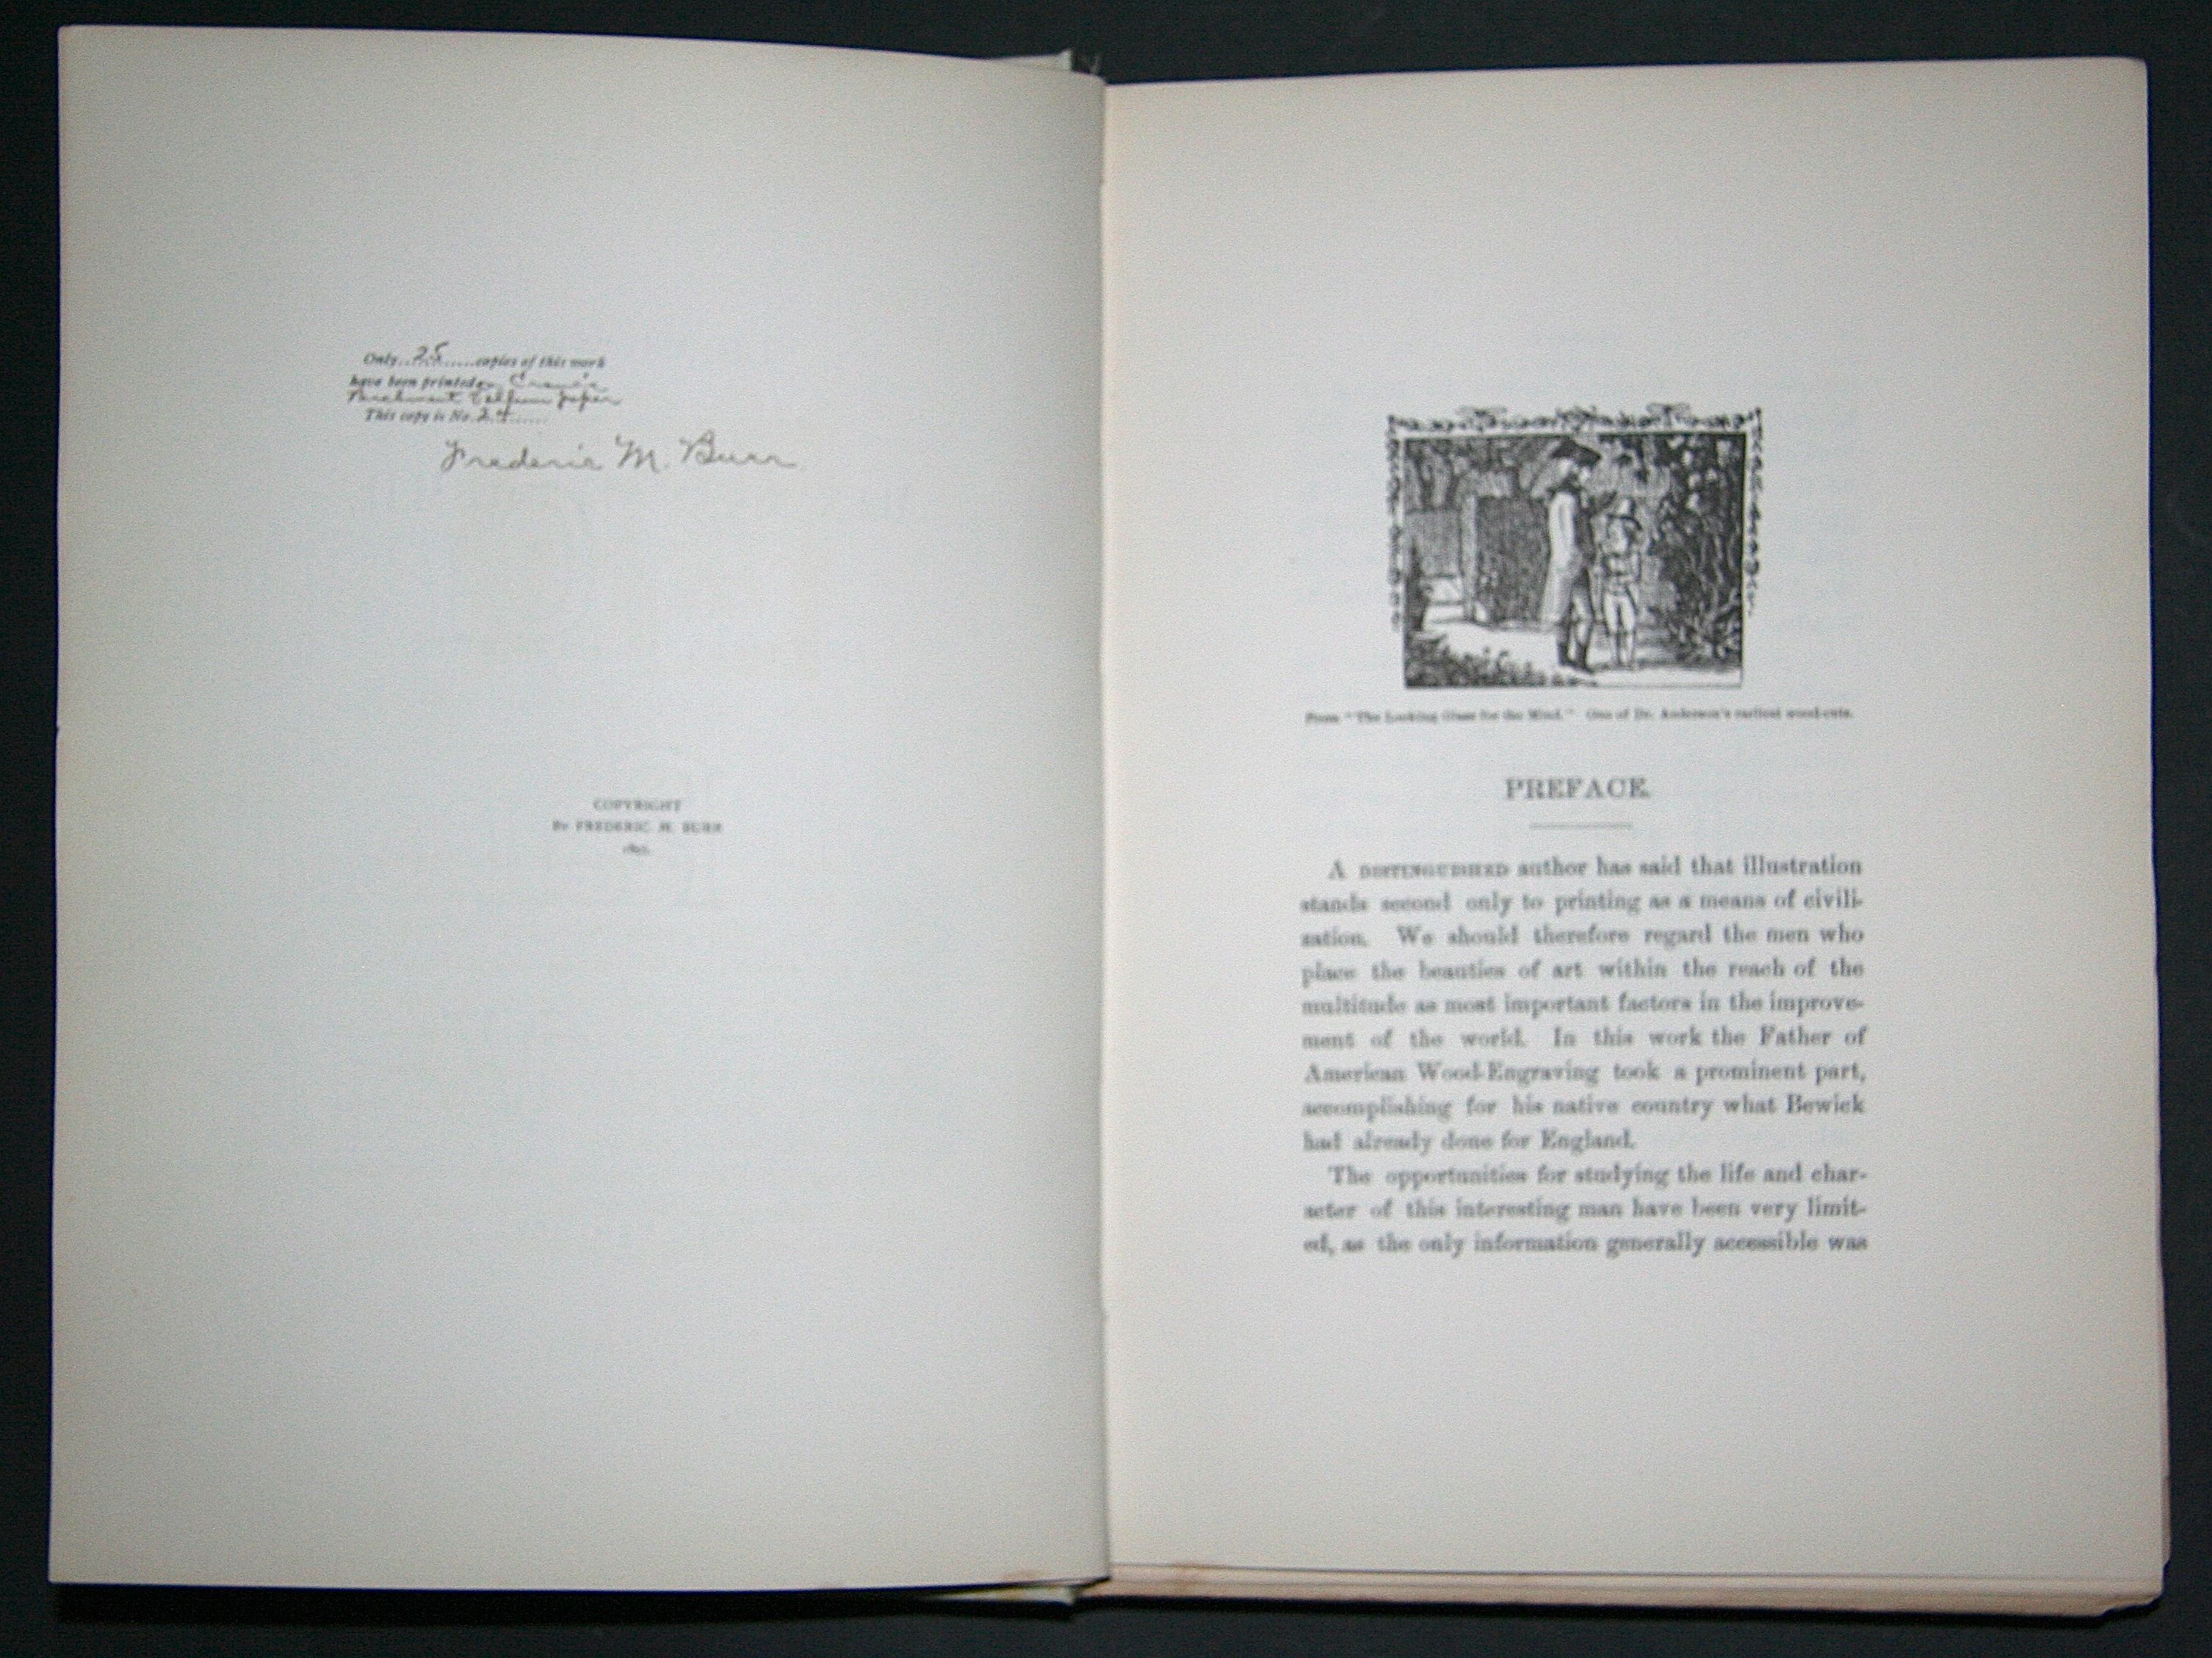 Only 25 copies of this work
have been printed on Crane's
Parchment Vellum paper
This copy is No. 24
Frederic M. Burr
COPYRIGHT
BY FREDERIC M. BURR
From "The Looking Glass for the Mind." One of Dr. Anderson's earliest wood-cuts.
PREFACE.
A DISTINGUISHED author has said that illustration
stands second only to printing as a means of civili-
zation. We should therefore regard the men who
place the beauties of art within the reach of the
multitude as most important factors in the improve-
ment of the world. In this work the Father of
American Wood-Engraving took a prominent part,
accomplishing for his native country what Bewick
had already done for England.
The opportunities for studying the life and char-
acter of this interesting man have been very limit-
ed, as the only information generally accessible was